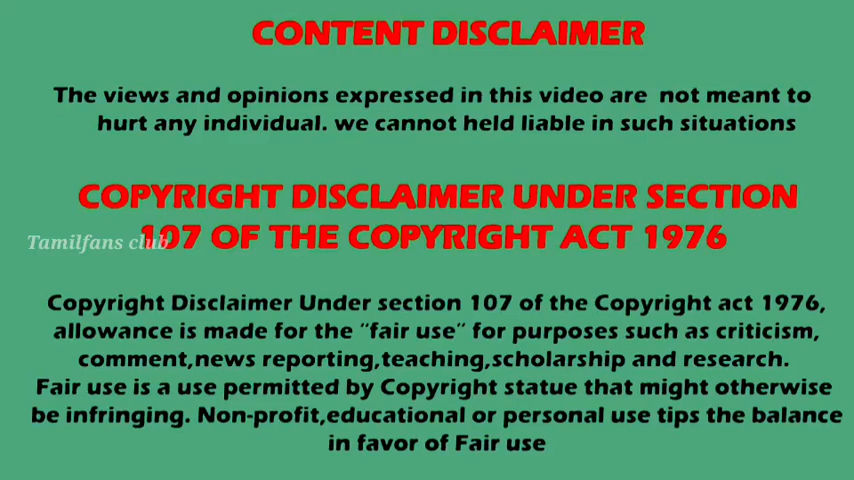 CONTENT DISCLAIMER
The views and opinions expressed in this video are not meant to
hurt any individual. we cannot held liable in such situations
COPYRIGHT DISCLAIMER UNDER SECTION
107 OF THE COPYRIGHT ACT 1976
Tamilfans club
Copyright Disclaimer Under section 107 of the Copyright act 1976,
allowance is made for the "fair use" for purposes such as criticism,
comment,news reporting,teaching,scholarship and research.
Fair use is a use permitted by Copyright statue that might otherwise
be infringing. Non-profit,educational or personal use tips the balance
in favor of Fair use